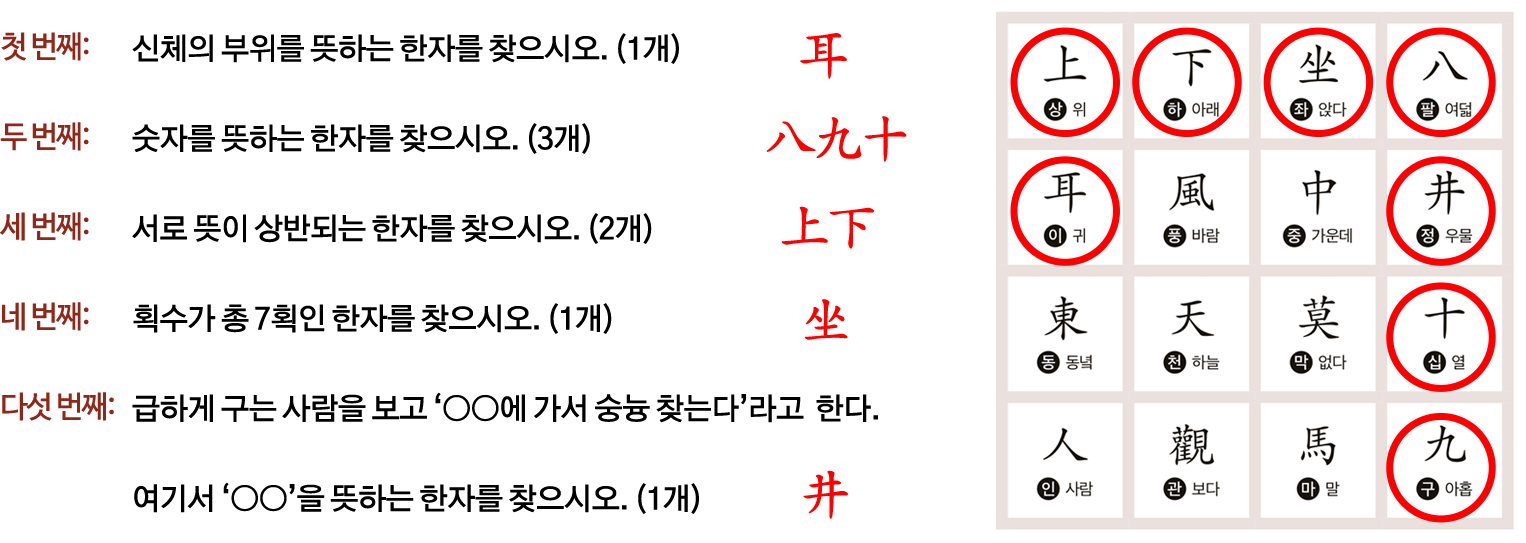 첫 번째: 신체의 부위를 뜻하는 한자를 찾으시오. (1개) 耳
두 번째: 숫자를 뜻하는 한자를 찾으시오. (3개) 八九十
세 번째: 서로 뜻이 상반되는 한자를 찾으시오. (2개) 上下
네 번째: 획수가 총 7획인 한자를 찾으시오. (1개) 坐
다섯 번째: 급하게 구는 사람을 보고 ‘○○에 가서 숭늉 찾는다’라고 한다.
여기서 ‘○○’을 뜻하는 한자를 찾으시오. (1개) 井
上 下 坐 八
상 위 하 아래 좌 앉다 팔 여덟
耳 風 中 井
이 귀 풍 바람 중 가운데 정 우물
東 天 莫 十
동 동녘 천 하늘 막 없다 십 열
人 觀 馬 九
인 사람 관 보다 마 말 구 아홉